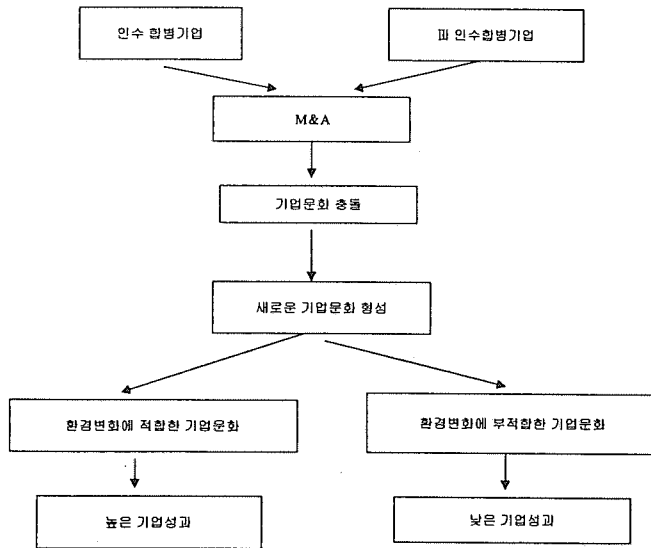 인수 합병기업
피 인수합병기업
M&A
기업문화 충돌
새로운 기업문화 형성
환경변화에 적합한 기업문화
환경변화에 부적합한 기업문화
높은 기업성과
낮은 기업성과